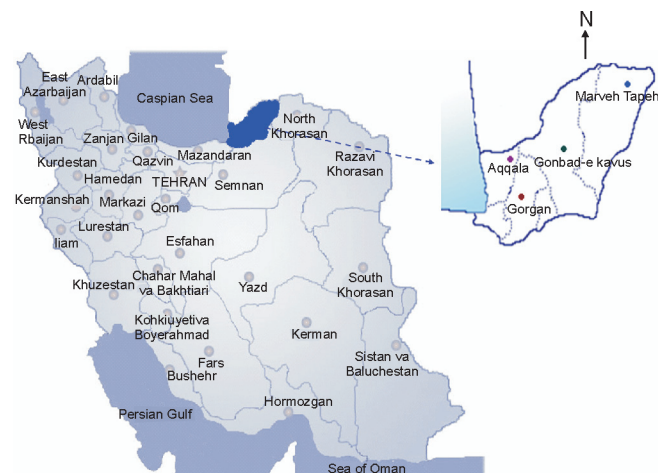 N
East
Azarbaijan
Ardabil
Caspian Sea
Marveh Tapeh
West
Rbaijan
Zanjan
Gilan
North
Khorasan
Kurdestan
Qazvin
Mazandaran
Razavi
Khorasan
Aqqala
Gonbad-e kavus
Hamedan
TEHRAN
Semnan
Kermanshah
Markazi
Qom
Gorgan
Lurestan
Iiam
Esfahan
Khuzestan
Chahar Mahal
va Bakhtiari
Yazd
South
Khorasan
Kohkiuyetiva
Boyerahmad
Kerman
Fars
Sistan va
Baluchestan
Bushehr
Persian Gulf
Hormozgan
Sea of Oman